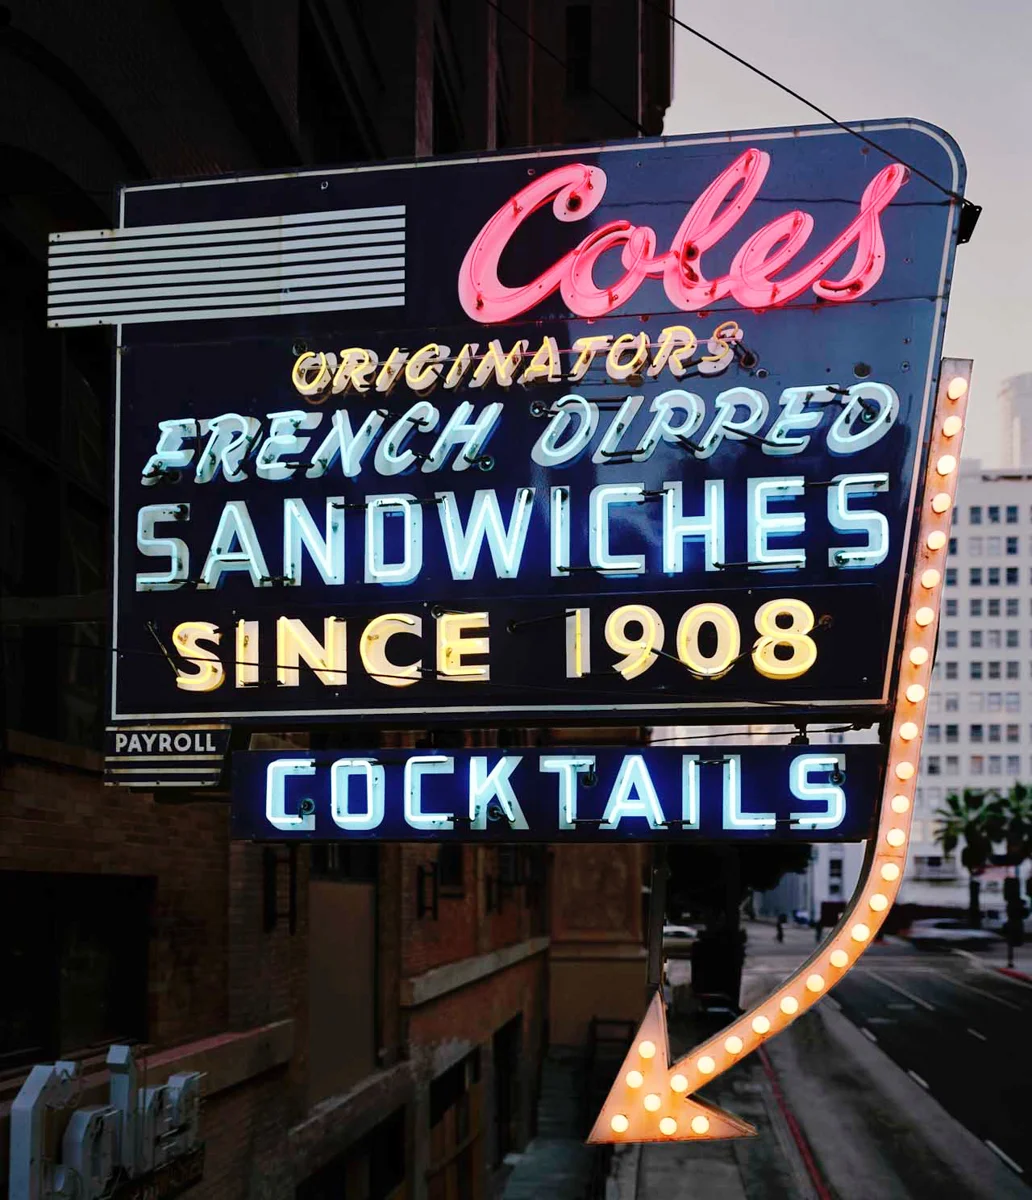 Coles
ORIGINATORS
FRENCH DIPPED
SANDWICHES
SINCE 1908
PAYROLL
COCKTAILS